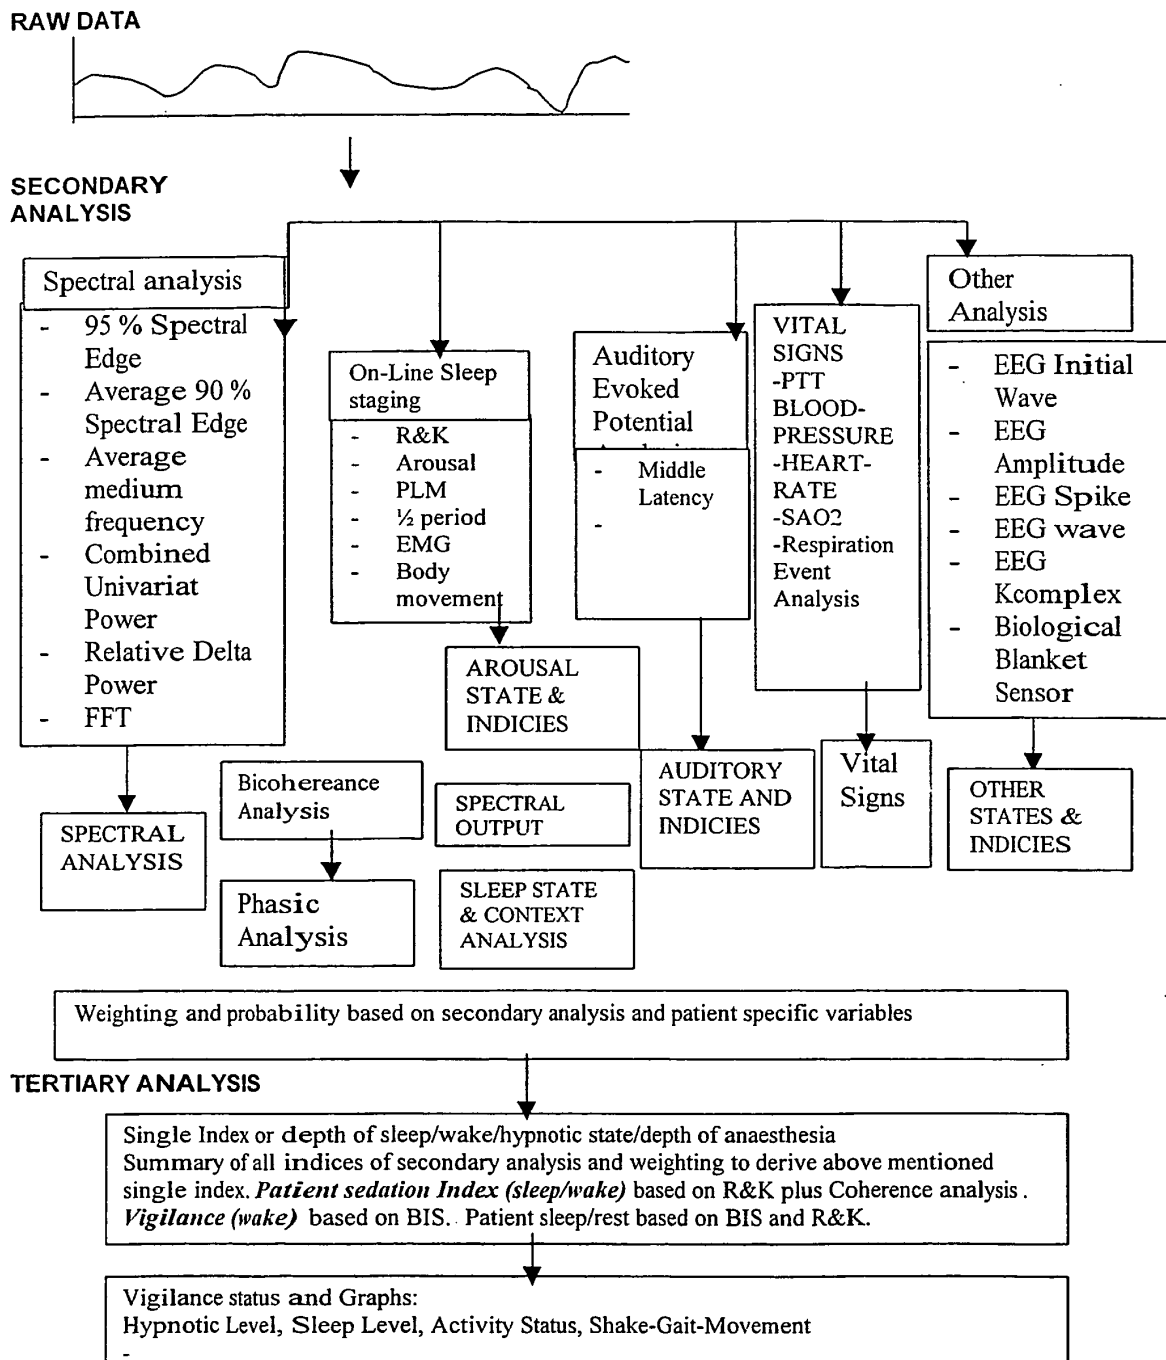 RAW DATA
SECONDARY
ANALYSIS
Spectral analysis
- 95 % Spectral
Edge
- Average 90 %
Spectral Edge
- Average
medium
frequency
- Combined
Univariat
Power
- Relative Delta
Power
- FFT
On-Line Sleep
staging
- R&K
- Arousal
- PLM
- ½ period
- EMG
- Body
movement
Auditory
Evoked
Potential
- Middle
Latency
-
VITAL
SIGNS
-PTT
BLOOD-
PRESSURE
-HEART-
RATE
-SAO2
-Respiration
Event
Analysis
Other
Analysis
- EEG Initial
Wave
- EEG
Amplitude
- EEG Spike
- EEG wave
- EEG
Kcomplex
- Biological
Blanket
Sensor
SPECTRAL
ANALYSIS
Bicohereance
Analysis
Phasic
Analysis
AROUSAL
STATE &
INDICIES
SPECTRAL
OUTPUT
SLEEP STATE
& CONTEXT
ANALYSIS
AUDITORY
STATE AND
INDICIES
Vital
Signs
OTHER
STATES &
INDICIES
Weighting and probability based on secondary analysis and patient specific variables
TERTIARY ANALYSIS
Single Index or depth of sleep/wake/hypnotic state/depth of anaesthesia
Summary of all indices of secondary analysis and weighting to derive above mentioned
single index. Patient sedation Index (sleep/wake) based on R&K plus Coherence analysis .
Vigilance (wake) based on BIS. Patient sleep/rest based on BIS and R&K.
Vigilance status and Graphs:
Hypnotic Level, Sleep Level, Activity Status, Shake-Gait-Movement
-